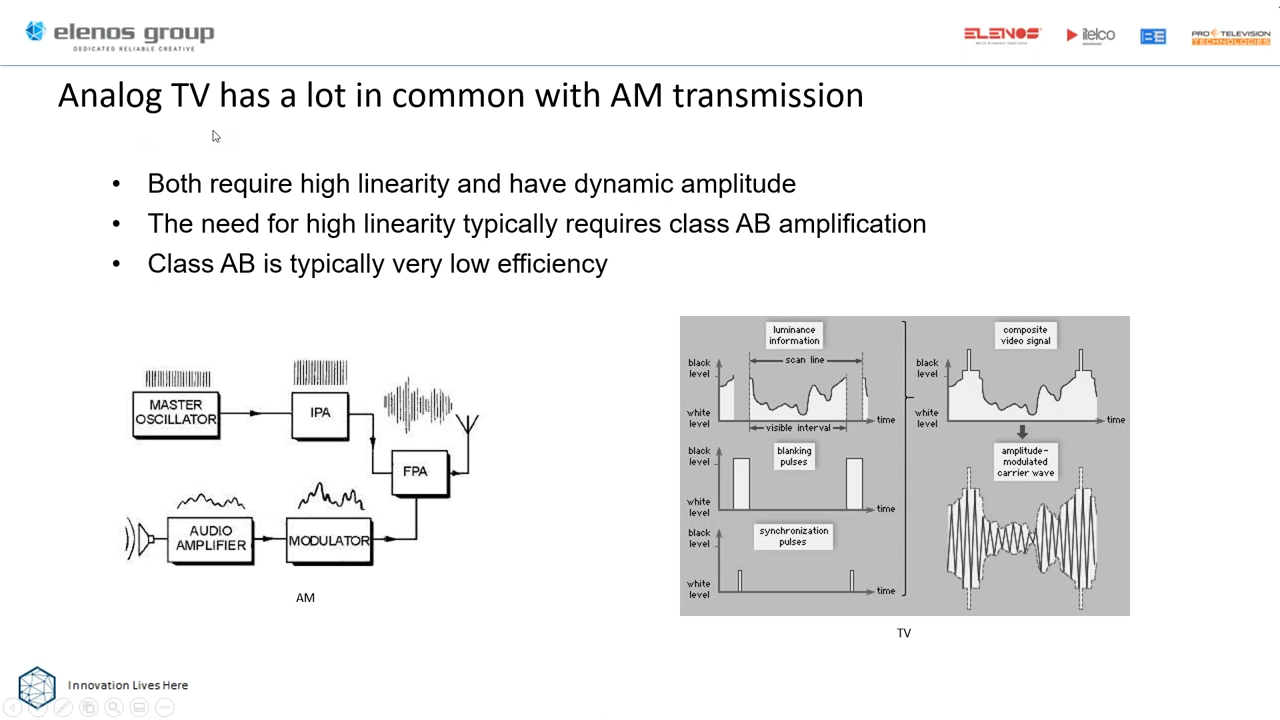 elenos group
DEDICATED RELIABLE CREATIVE
ELENOS
itelco
BE
PRO TELEVISION
TECHNOLOGIES
Analog TV has a lot in common with AM transmission
• Both require high linearity and have dynamic amplitude
• The need for high linearity typically requires class AB amplification
• Class AB is typically very low efficiency
MASTER
OSCILLATOR
IPA
FPA
AUDIO
AMPLIFIER
MODULATOR
AM
luminance
information
scan line
black
level
white
level
time
visible interval
blanking
pulses
black
level
white
level
time
synchronization
pulses
black
level
white
level
time
composite
video signal
black
level
white
level
time
amplitude-
modulated
carrier wave
TV
Innovation Lives Here